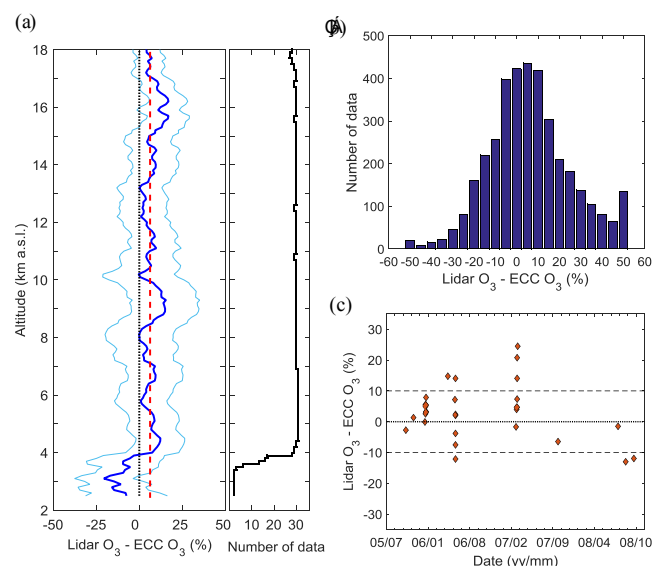 (a)
18
16
14
12
10
8
6
4
2
Altitude (km a.s.l.)
-50 -25 0 25
Lidar O3 - ECC O3 (%)
10 20 30
Number of data
500
400
300
200
100
0
Number of data
-60 -50 -40 -30 -20 -10 0 10 20 30 40 50 60
Lidar O3 - ECC O3 (%)
(c)
30
20
10
0
-10
-20
-30
Lidar O3 - ECC O3 (%)
05/07 06/01 06/08 07/02 07/09 08/04 08/10
Date (yy/mm)